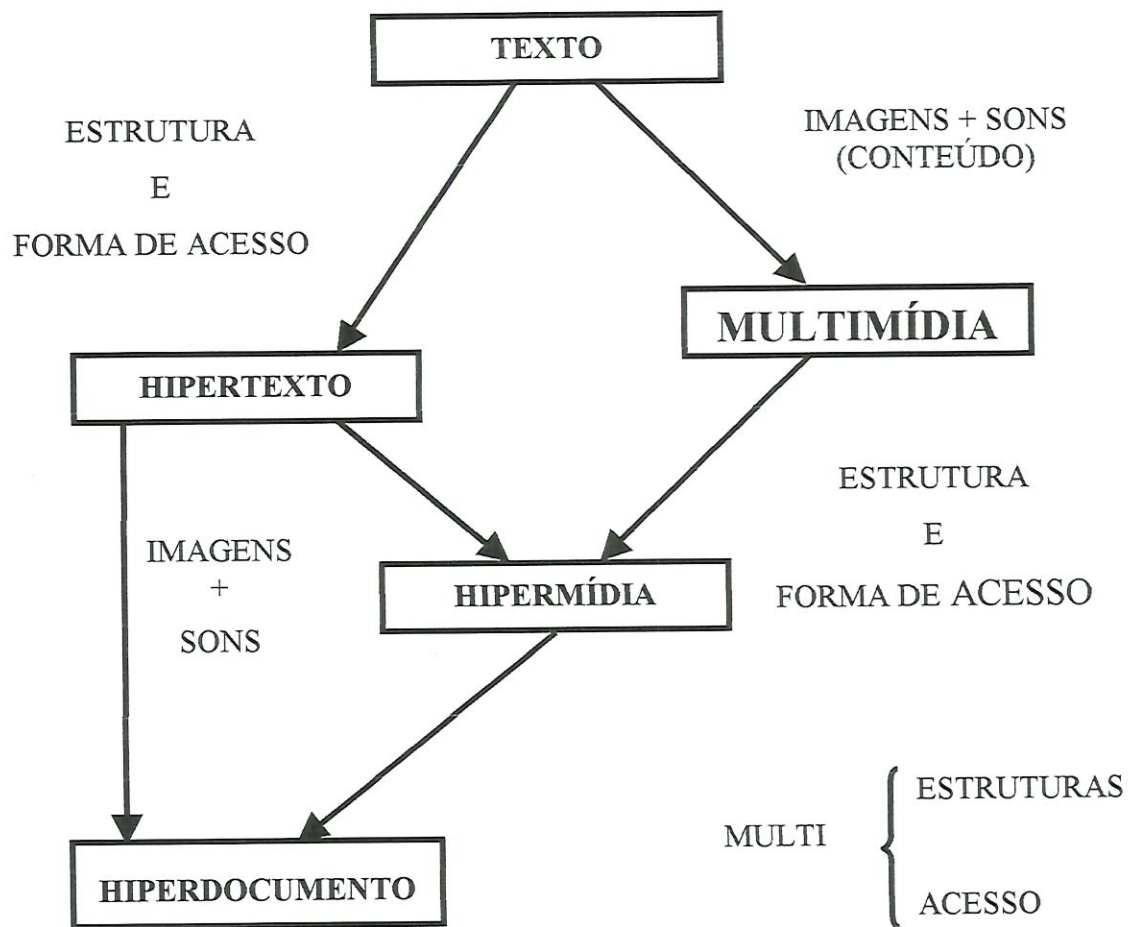 TEXTO
ESTRUTURA
E
FORMA DE ACESSO
IMAGENS + SONS
(CONTEÚDO)
MULTIMÍDIA
HIPERTEXTO
IMAGENS
+
SONS
ESTRUTURA
E
FORMA DE ACESSO
HIPERMÍDIA
MULTI
ESTRUTURAS
ACESSO
HIPERDOCUMENTO